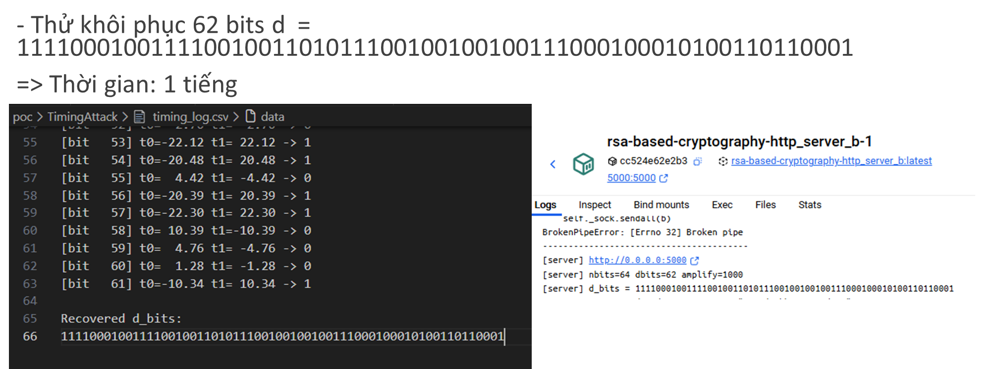 - Thử khôi phục 62 bits d =
11110001001111001001101011100100100100111000100010100110110001
=> Thời gian: 1 tiếng
poc > TimingAttack > timing_log.csv > data
55 [bit 53] t0=-22.12 t1= 22.12 -> 1
56 [bit 54] t0=-20.48 t1= 20.48 -> 1
57 [bit 55] t0= 4.42 t1= -4.42 -> 0
58 [bit 56] t0=-20.39 t1= 20.39 -> 1
59 [bit 57] t0=-22.30 t1= 22.30 -> 1
60 [bit 58] t0= 10.39 t1=-10.39 -> 0
61 [bit 59] t0= 4.76 t1= -4.76 -> 0
62 [bit 60] t0= 1.28 t1= -1.28 -> 0
63 [bit 61] t0=-10.34 t1= 10.34 -> 1
64
65 Recovered d_bits:
66 11110001001111001001101011100100100100111000100010100110110001
rsa-based-cryptography-http_server_b-1
cc524e62e2b3 rsa-based-cryptography-http_server_b:latest
5000:5000
Logs Inspect Bind mounts Exec Files Stats
self._sock.sendall(b)
BrokenPipeError: [Errno 32] Broken pipe
----------------------------------------
[server] http://0.0.0.0:5000
[server] nbits=64 dbits=62 amplify=1000
[server] d_bits = 11110001001111001001101011100100100100111000100010100110110001